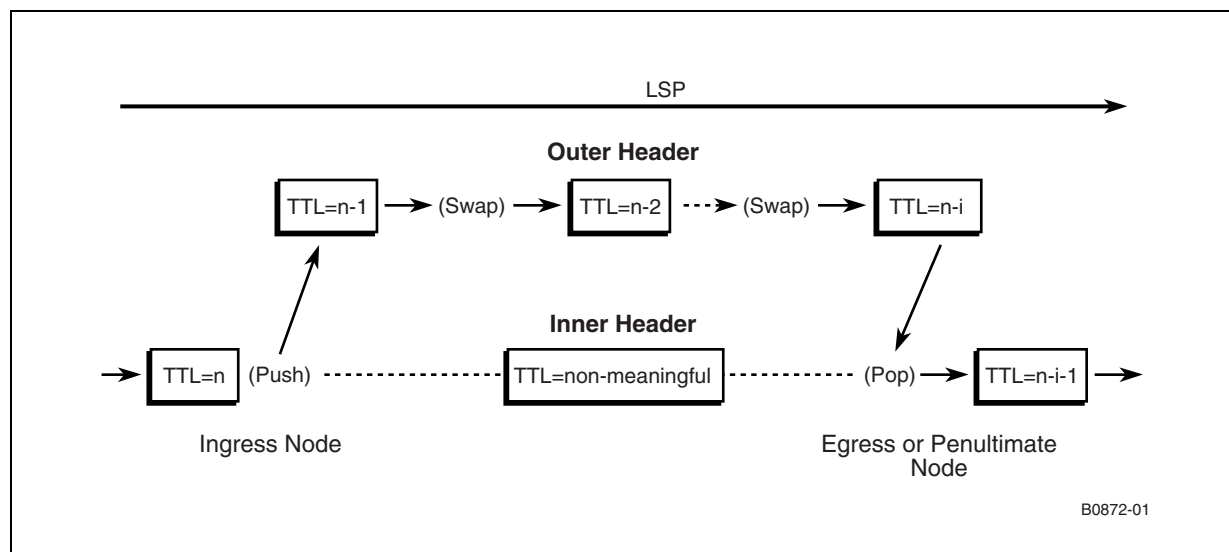 LSP
Outer Header
TTL=n-1 (Swap) TTL=n-2 (Swap) TTL=n-i
Inner Header
TTL=n (Push) TTL=non-meaningful (Pop) TTL=n-i-1
Ingress Node
Egress or Penultimate
Node
B0872-01